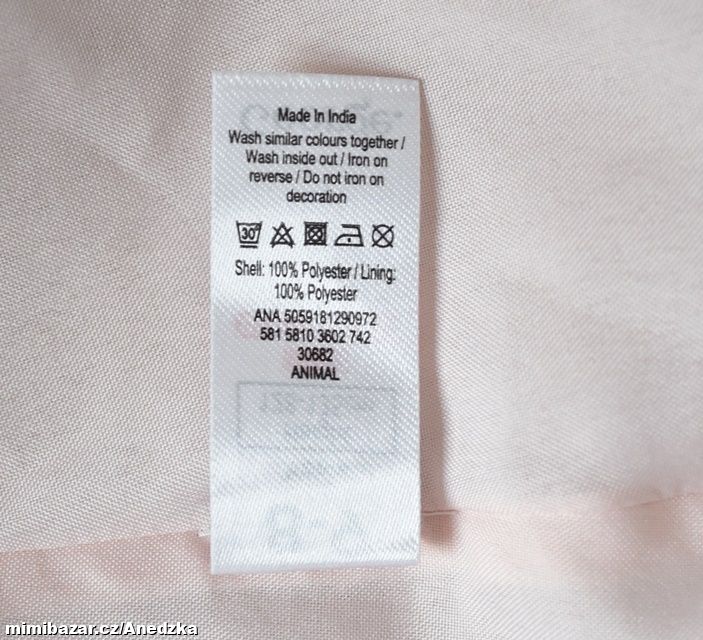 Made In India
Wash similar colours together /
Wash inside out / Iron on
reverse / Do not iron on
decoration
30°
Shell: 100% Polyester / Lining:
100% Polyester
ANA 5059181290972
581 5810 3602 742
30682
ANIMAL
mimibazar.cz/Anedzka